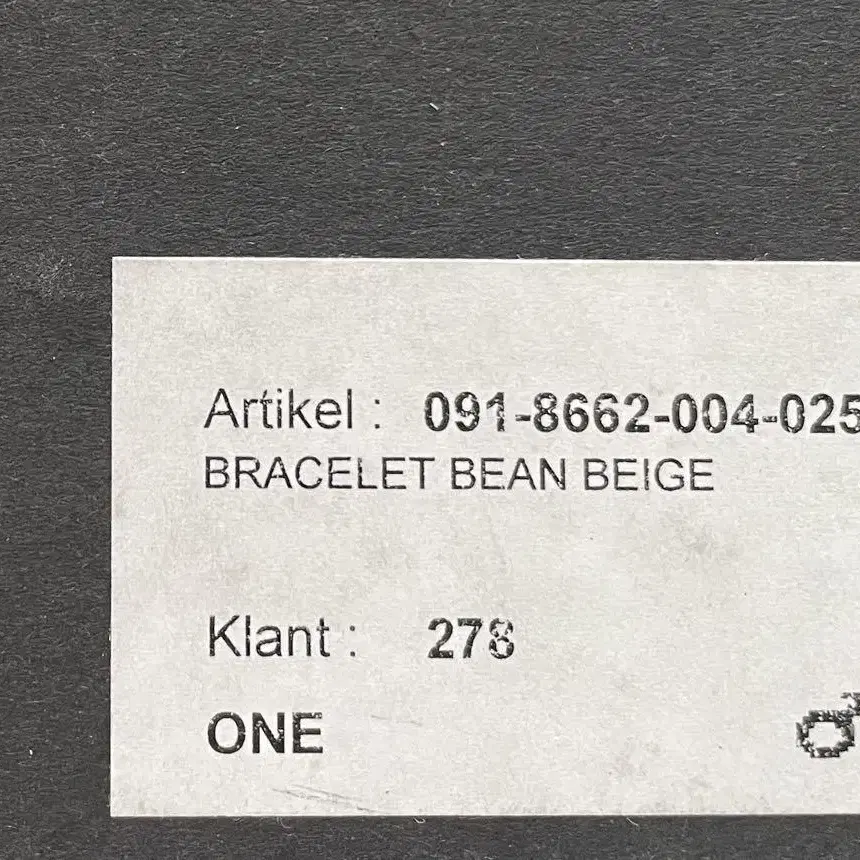 Artikel : 091-8662-004-025
BRACELET BEAN BEIGE
Klant : 278
ONE